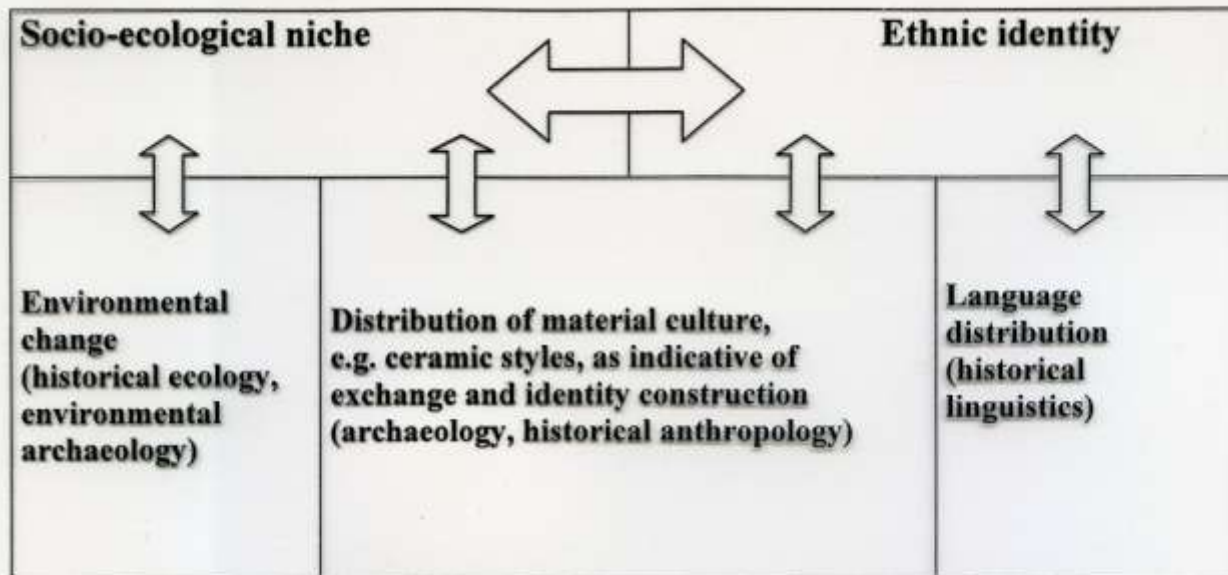 Socio-ecological niche
Ethnic identity
Environmental
change
(historical ecology,
environmental
archaeology)
Distribution of material culture,
e.g. ceramic styles, as indicative of
exchange and identity construction
(archaeology, historical anthropology)
Language
distribution
(historical
linguistics)